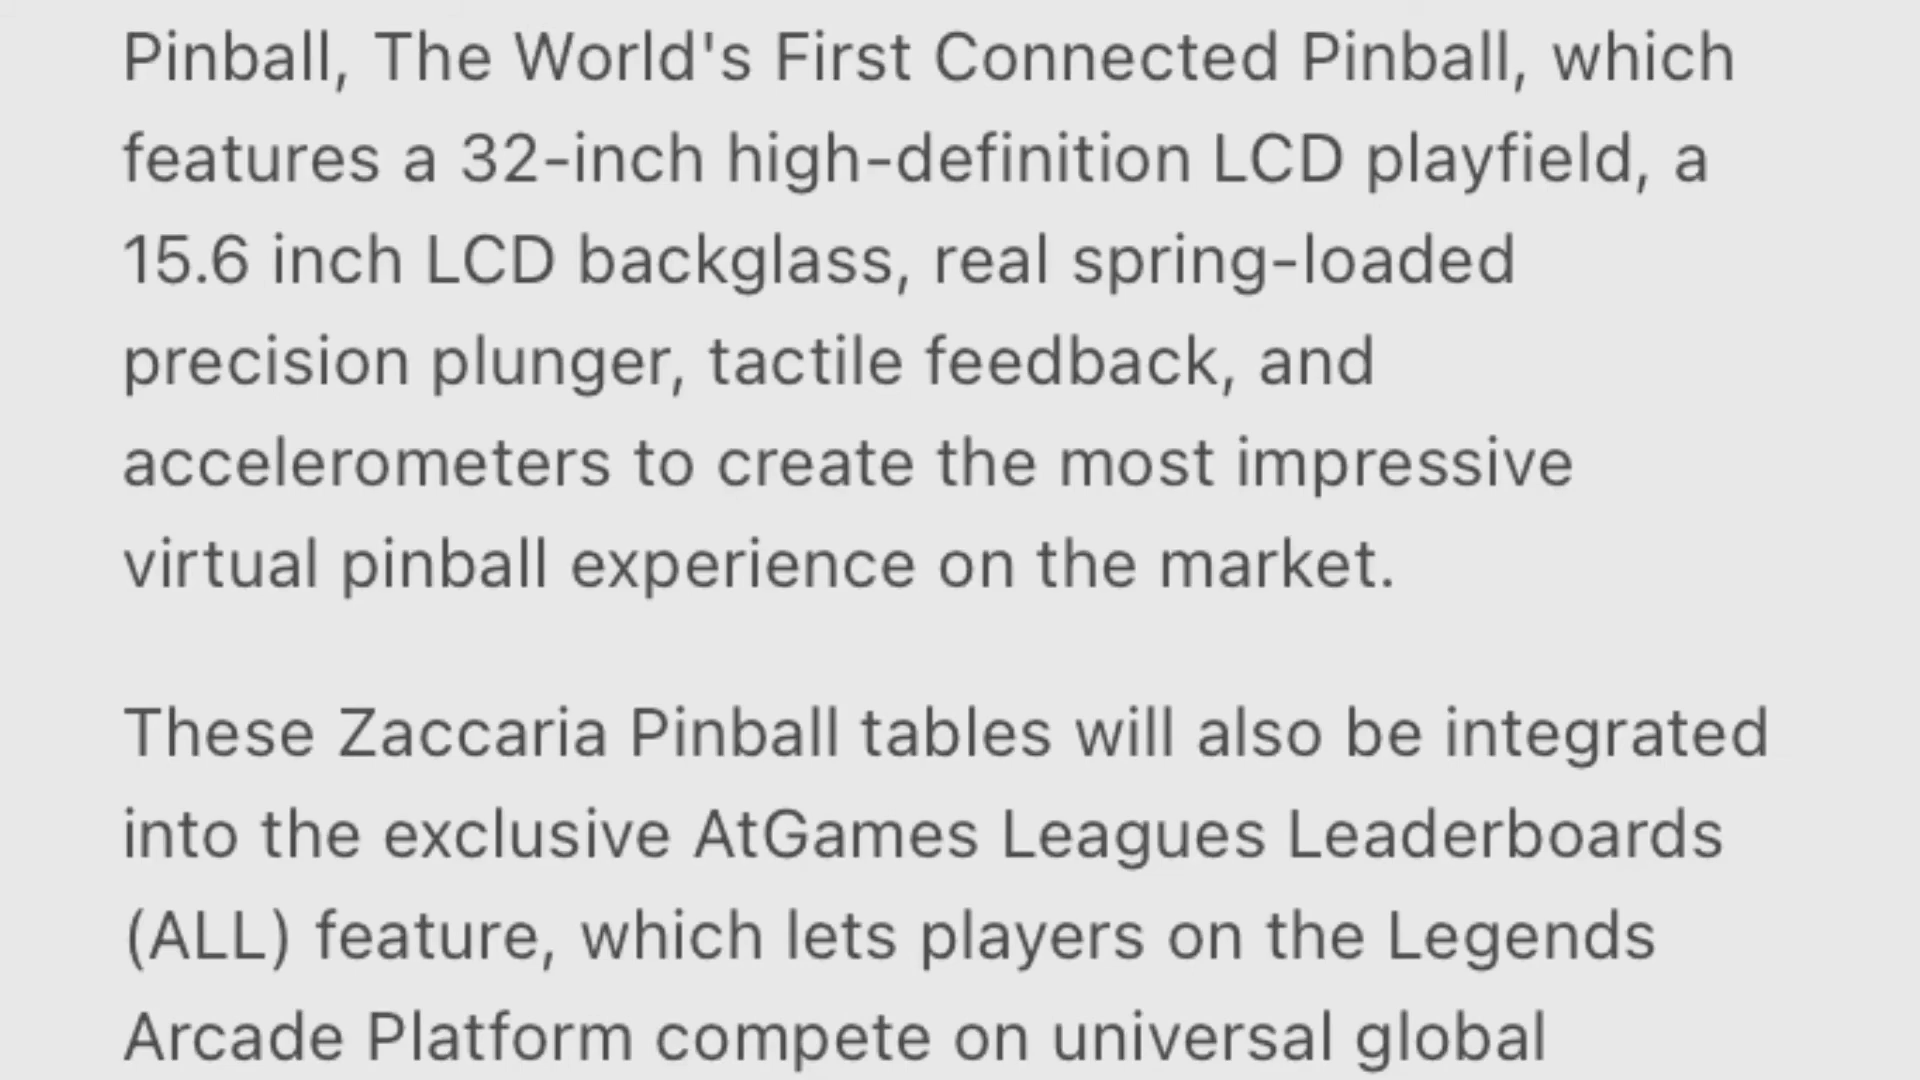 Pinball, The World's First Connected Pinball, which
features a 32-inch high-definition LCD playfield, a
15.6 inch LCD backglass, real spring-loaded
precision plunger, tactile feedback, and
accelerometers to create the most impressive
virtual pinball experience on the market.
These Zaccaria Pinball tables will also be integrated
into the exclusive AtGames Leagues Leaderboards
(ALL) feature, which lets players on the Legends
Arcade Platform compete on universal global